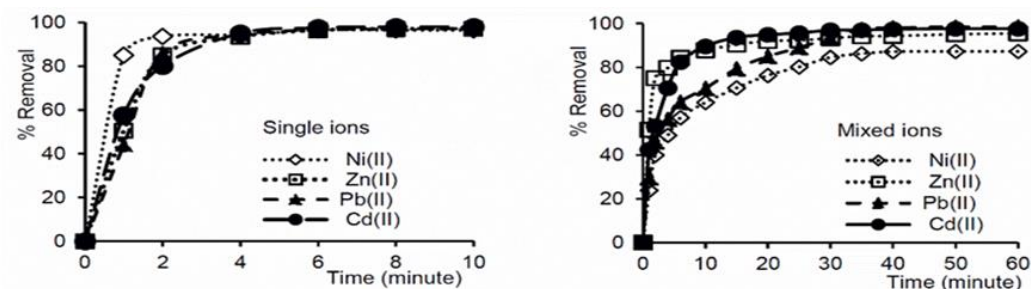 % Removal
100
80
60
40
20
0
Single ions
Ni(II)
Zn(II)
Pb(II)
Cd(II)
0 2 4 6 8 10
Time (minute)
% Removal
100
80
60
40
20
0
Mixed ions
Ni(II)
Zn(II)
Pb(II)
Cd(II)
0 10 20 30 40 50 60
Time (minute)